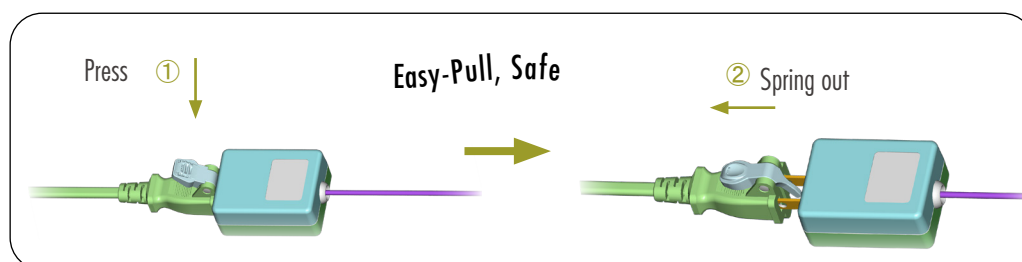 Press ①
Easy-Pull, Safe
② Spring out